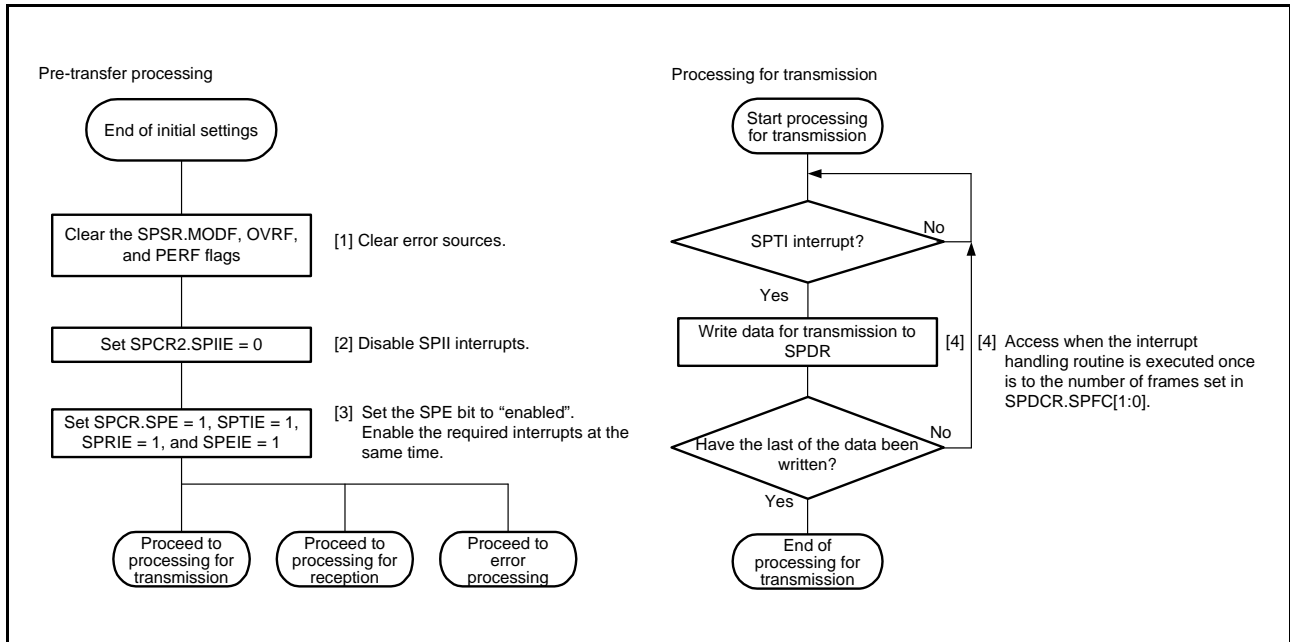 Pre-transfer processing
End of initial settings
Clear the SPSR.MODF, OVRF,
and PERF flags
[1] Clear error sources.
Set SPCR2.SPIIE = 0
[2] Disable SPII interrupts.
Set SPCR.SPE = 1, SPTIE = 1,
SPRIE = 1, and SPEIE = 1
[3] Set the SPE bit to “enabled”.
Enable the required interrupts at the
same time.
Proceed to
processing for
transmission
Proceed to
processing for
reception
Proceed to
error
processing
Processing for transmission
Start processing
for transmission
SPTI interrupt?
No
Yes
Write data for transmission to
SPDR
[4]
[4] Access when the interrupt
handling routine is executed once
is to the number of frames set in
SPDCR.SPFC[1:0].
Have the last of the data been
written?
No
Yes
End of
processing for
transmission